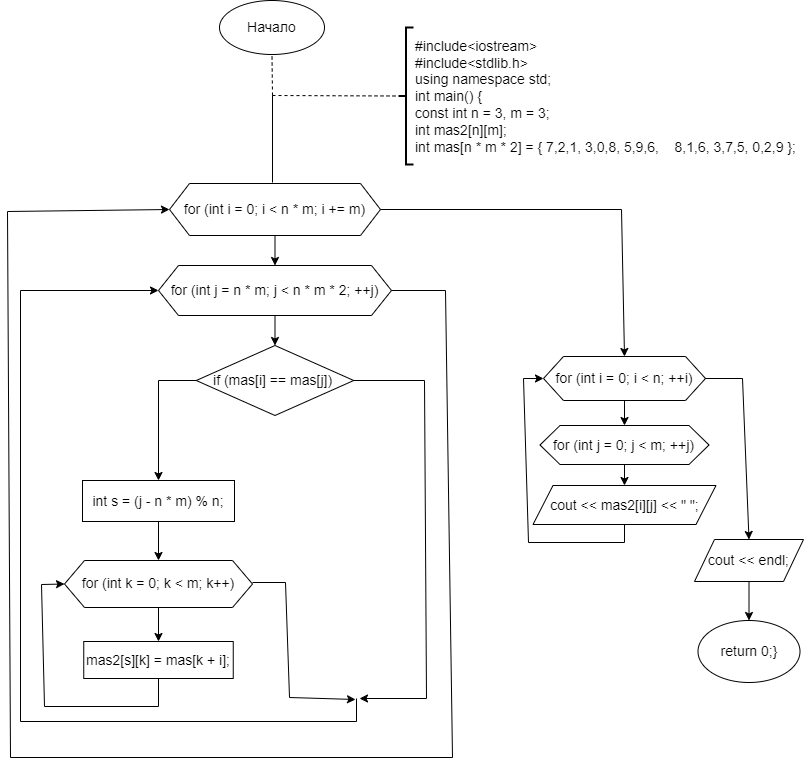 Начало
#include<iostream>
#include<stdlib.h>
using namespace std;
int main() {
const int n = 3, m = 3;
int mas2[n][m];
int mas[n * m * 2] = { 7,2,1, 3,0,8, 5,9,6, 8,1,6, 3,7,5, 0,2,9 };
for (int i = 0; i < n * m; i += m)
for (int j = n * m; j < n * m * 2; ++j)
if (mas[i] == mas[j])
int s = (j - n * m) % n;
for (int k = 0; k < m; k++)
mas2[s][k] = mas[k + i];
for (int i = 0; i < n; ++i)
for (int j = 0; j < m; ++j)
cout << mas2[i][j] << " ";
cout << endl;
return 0;}